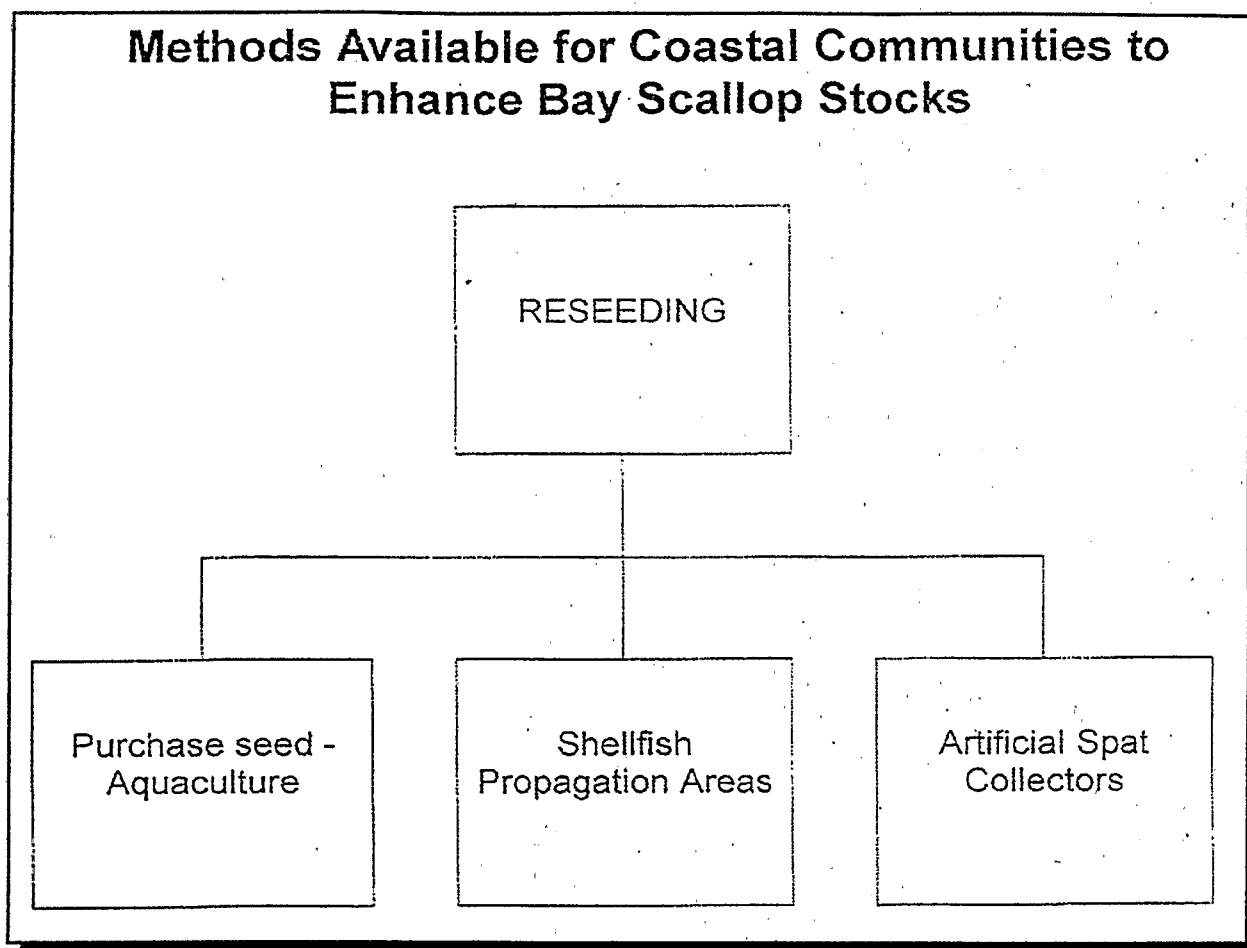 Methods Available for Coastal Communities to
Enhance Bay Scallop Stocks
RESEEDING
Purchase seed -
Aquaculture
Shellfish
Propagation Areas
Artificial Spat
Collectors